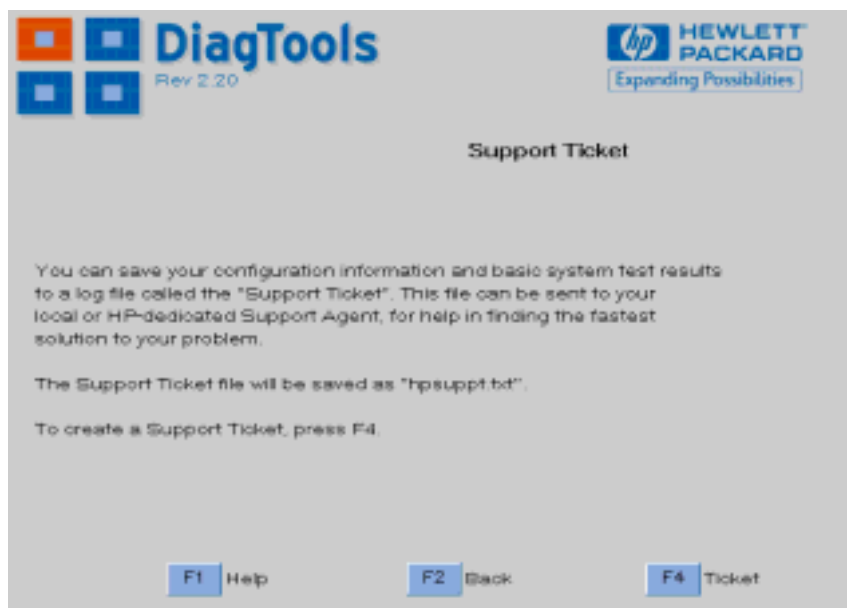 DiagTools
Rev 2.20
hp HEWLETT
PACKARD
Expanding Possibilities
Support Ticket
You can save your configuration information and basic system test results
to a log file called the "Support Ticket". This file can be sent to your
local or HP-dedicated Support Agent, for help in finding the fastest
solution to your problem.
The Support Ticket file will be saved as "hpsuppt.txt".
To create a Support Ticket, press F4.
F1 Help F2 Back F4 Ticket